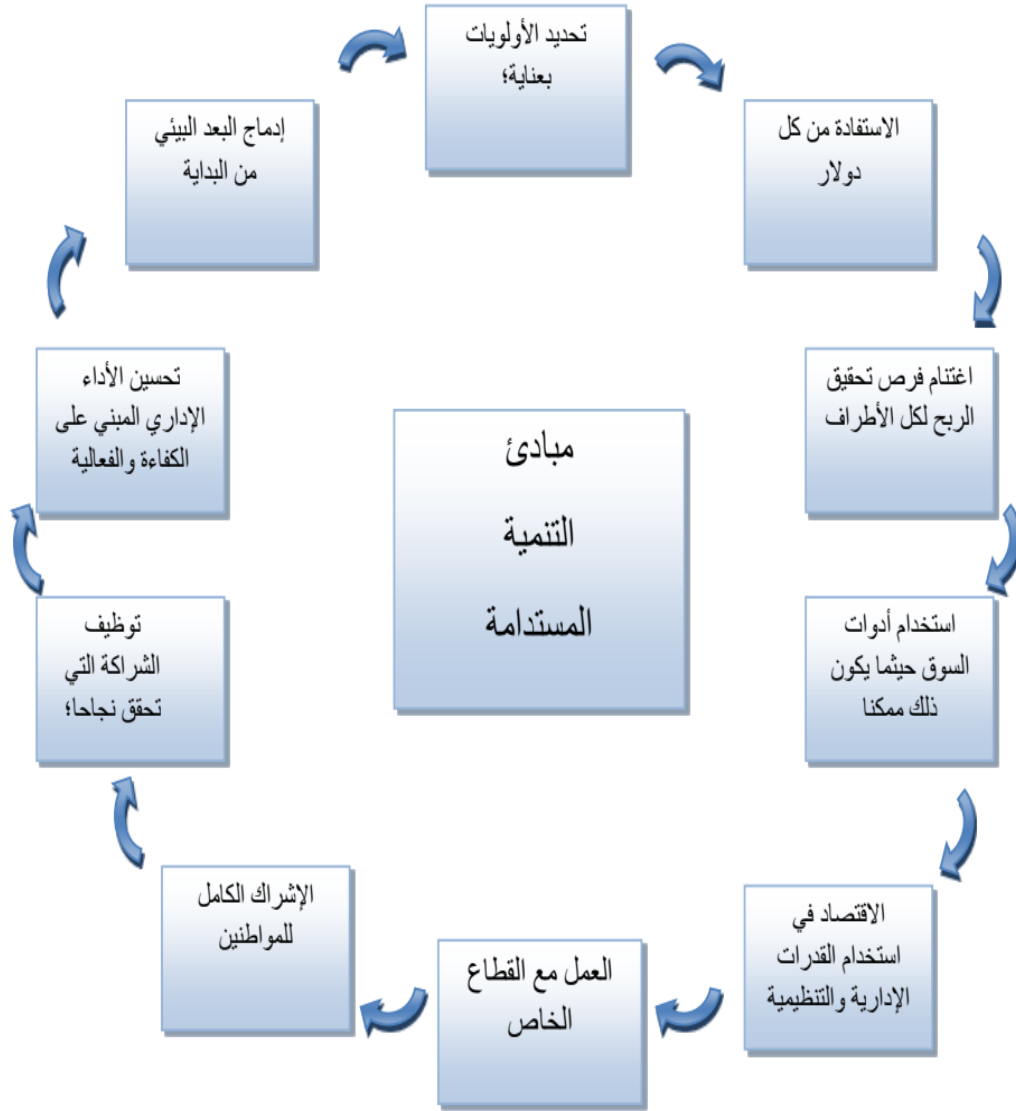 تحديد الأولويات
بعناية؛
الاستفادة من كل
دولار
اغتنام فرص تحقيق
الربح لكل الأطراف
استخدام أدوات
السوق حيثما يكون
ذلك ممكنا
الاقتصاد في
استخدام القدرات
الإدارية والتنظيمية
العمل مع القطاع
الخاص
الإشراك الكامل
للمواطنين
توظيف
الشراكة التي
تحقق نجاحا؛
تحسين الأداء
الإداري المبني على
الكفاءة والفعالية
إدماج البعد البيئي
من البداية
مبادئ
التنمية
المستدامة